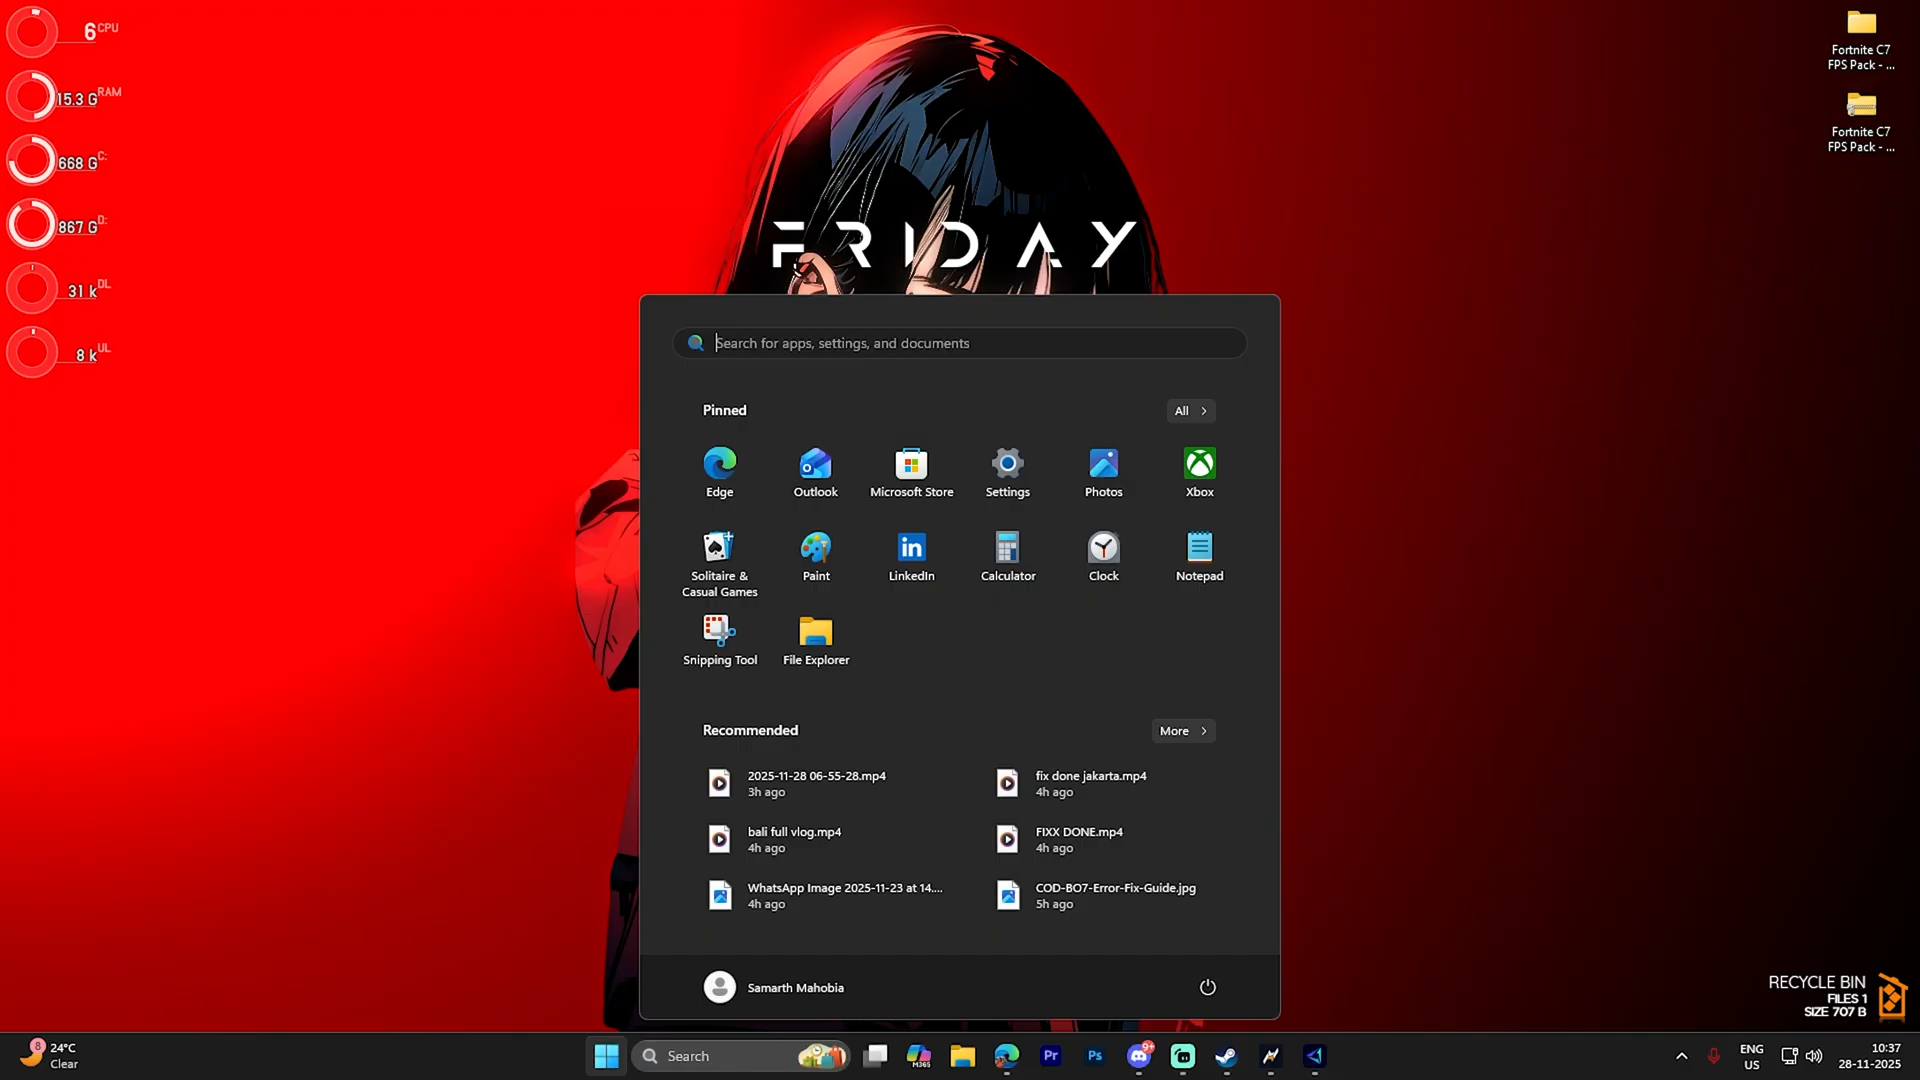 6 CPU
15.3 G RAM
668 G C:
867 G D:
31 k DL
8 k UL
Fortnite C7
FPS Pack - ...
Fortnite C7
FPS Pack - ...
FRIDAY
Search for apps, settings, and documents
Pinned
All
Edge
Outlook
Microsoft Store
Settings
Photos
Xbox
Solitaire &
Casual Games
Paint
LinkedIn
Calculator
Clock
Notepad
Snipping Tool
File Explorer
Recommended
More
2025-11-28 06-55-28.mp4
3h ago
fix done jakarta.mp4
4h ago
bali full vlog.mp4
4h ago
FIXX DONE.mp4
4h ago
WhatsApp Image 2025-11-23 at 14....
4h ago
COD-BO7-Error-Fix-Guide.jpg
5h ago
Samarth Mahobia
RECYCLE BIN
FILES 1
SIZE 707 B
8
24°C
Clear
Search
M365
Pr
Ps
9+
ENG
US
10:37
28-11-2025